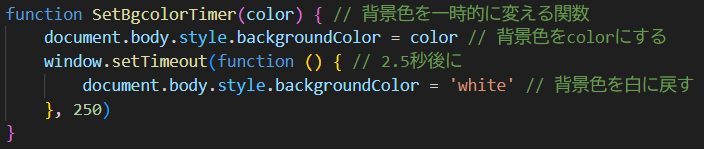 function SetBgcolorTimer(color) { // 背景色を一時的に変える関数
    document.body.style.backgroundColor = color // 背景色をcolorにする
    window.setTimeout(function () { // 2.5秒後に
        document.body.style.backgroundColor = 'white' // 背景色を白に戻す
    }, 250)
}